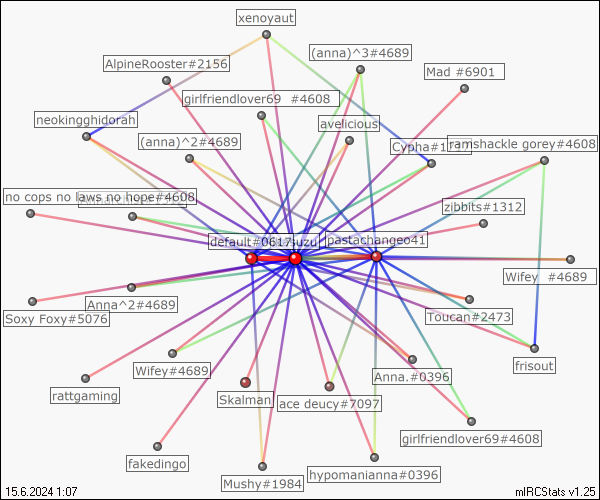 xenoyaut
(anna)^3#4689
AlpineRooster#2156
Mad #6901
girlfriendlover69 #4608
neokingghidorah
avelicious
(anna)^2#4689
Cypha#1
ramshackle gorey#4608
no cops no laws no hope#4608
zibbits#1312
default#0617
suzu
pastachangeo41
Wifey #4689
Anna^2#4689
Soxy Foxy#5076
Toucan#2473
Wifey#4689
Anna.#0396
frisout
rattgaming
Skalman
ace deucy#7097
girlfriendlover69#4608
fakedingo
Mushy#1984
hypomanianna#0396
15.6.2024 1:07
mIRCStats v1.25